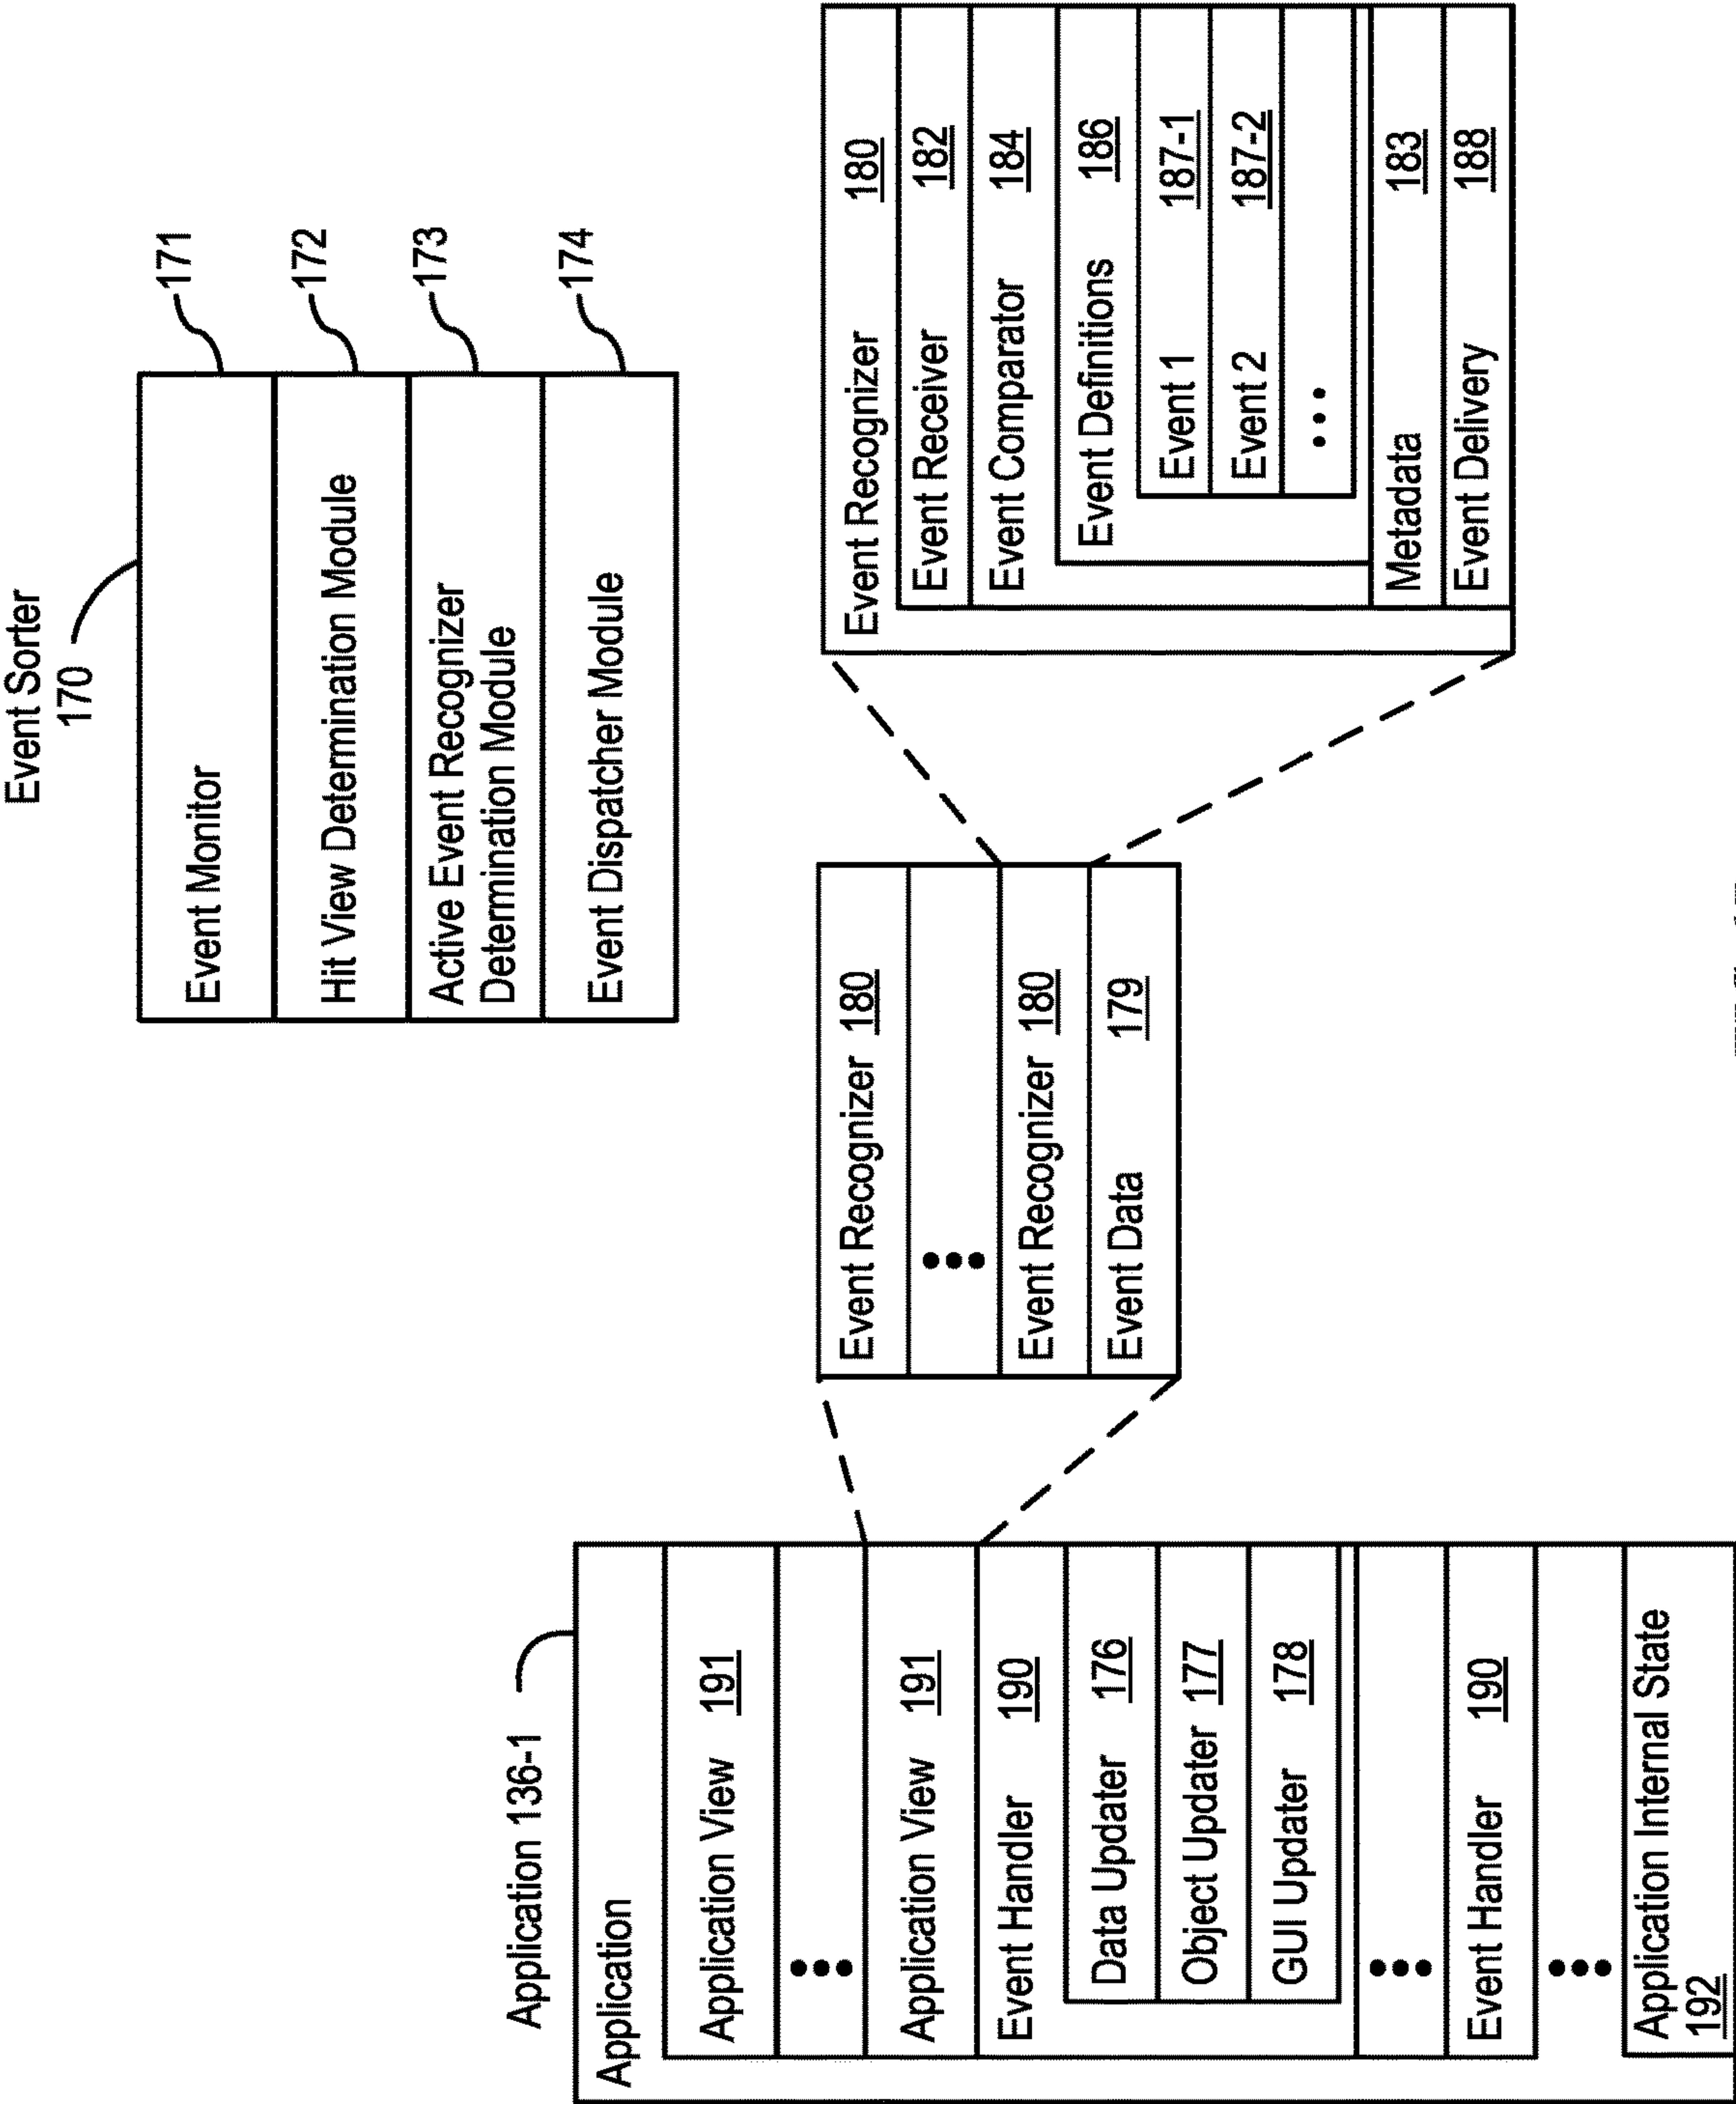 Event Sorter
170
Event Monitor
171
Hit View Determination Module
172
Active Event Recognizer
Determination Module
173
Event Dispatcher Module
174
Application 136-1
Application
Application View 191
•••
Application View 191
Event Handler 190
Data Updater 176
Object Updater 177
GUI Updater 178
•••
Event Handler 190
•••
Application Internal State
192
Event Recognizer 180
•••
Event Recognizer 180
Event Data 179
Event Recognizer 180
Event Receiver 182
Event Comparator 184
Event Definitions 186
Event 1 187-1
Event 2 187-2
•••
Metadata 183
Event Delivery 188